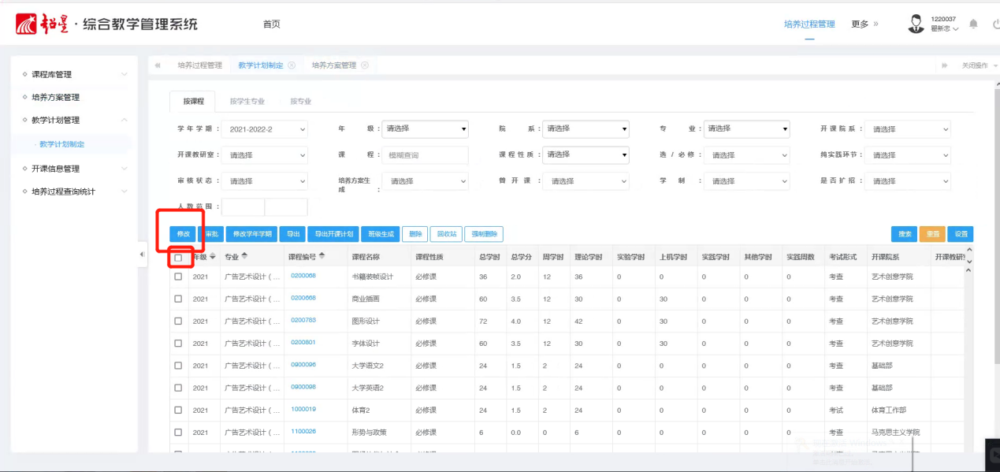 超星 · 综合教学管理系统 首页 培养过程管理 更多 » 1220037
瞿新忠
课程库管理
培养方案管理
教学计划管理
教学计划制定
开课信息管理
培养过程查询统计
培养过程管理 教学计划制定 培养方案管理 关闭操作
按课程 按学生专业 按专业
学年学期: 2021-2022-2 年级: 请选择 院系: 请选择 专业: 请选择 开课院系: 请选择
开课教研室: 请选择 课程: 模糊查询 课程性质: 请选择 选/必修: 请选择 纯实践环节: 请选择
审核状态: 请选择 培养方案生成: 请选择 曾开课: 请选择 学制: 请选择 是否扩招: 请选择
人数范围:
修改 审批 修改学年学期 导出 导出开课计划 班级生成 删除 回收站 强制删除 搜索 重置 设置
年级 专业 课程编号 课程名称 课程性质 总学时 总学分 周学时 理论学时 实验学时 上机学时 实践学时 其他学时 实践周数 考试形式 开课院系 开课教研
2021 广告艺术设计 (... 0200068 书籍装帧设计 必修课 36 2.0 12 36 0 0 0 0 0 考查 艺术创意学院
2021 广告艺术设计 (... 0200668 商业插画 必修课 60 3.5 12 30 0 30 0 0 0 考查 艺术创意学院
2021 广告艺术设计 (... 0200783 图形设计 必修课 72 4.0 12 42 0 30 0 0 0 考查 艺术创意学院
2021 广告艺术设计 (... 0200801 字体设计 必修课 60 3.5 12 30 0 30 0 0 0 考查 艺术创意学院
2021 广告艺术设计 (... 0900096 大学语文2 必修课 24 1.5 2 24 0 0 0 0 0 考查 基础部
2021 广告艺术设计 (... 0900098 大学英语2 必修课 24 1.5 2 24 0 0 0 0 0 考查 基础部
2021 广告艺术设计 (... 1000019 体育2 必修课 24 1.5 2 24 0 0 0 0 0 考试 体育工作部
2021 广告艺术设计 (... 1100026 形势与政策 必修课 6 0.0 0 6 0 0 0 0 0 考查 马克思主义学院